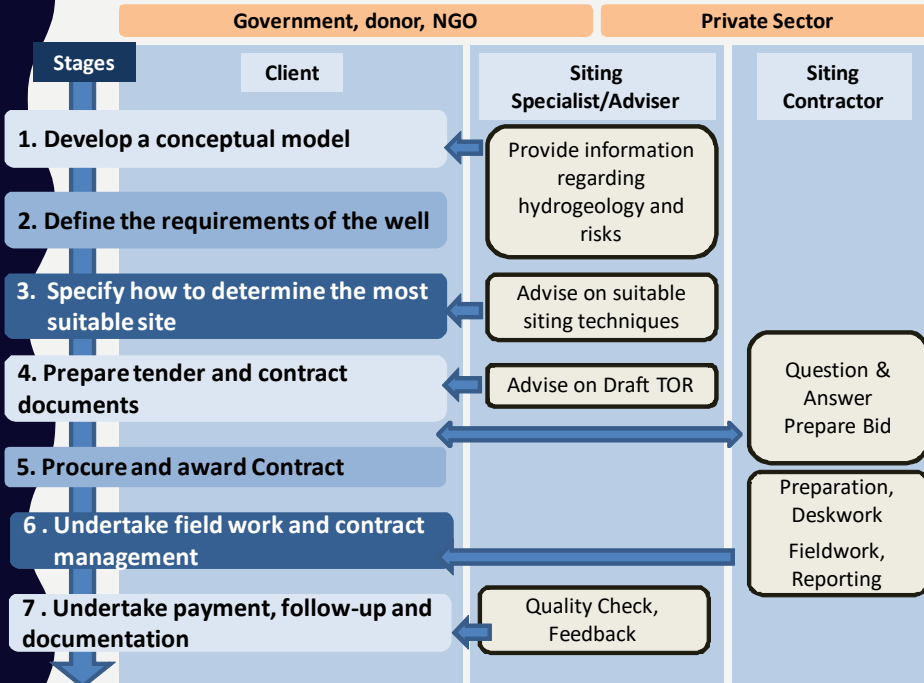 Government, donor, NGO
Private Sector
Stages
Client
Siting
Specialist/Adviser
Siting
Contractor
1. Develop a conceptual model
Provide information
regarding
hydrogeology and
risks
2. Define the requirements of the well
3. Specify how to determine the most
suitable site
Advise on suitable
siting techniques
4. Prepare tender and contract
documents
Advise on Draft TOR
Question &
Answer
Prepare Bid
5. Procure and award Contract
6 . Undertake field work and contract
management
Preparation,
Deskwork
Fieldwork,
Reporting
7 . Undertake payment, follow-up and
documentation
Quality Check,
Feedback